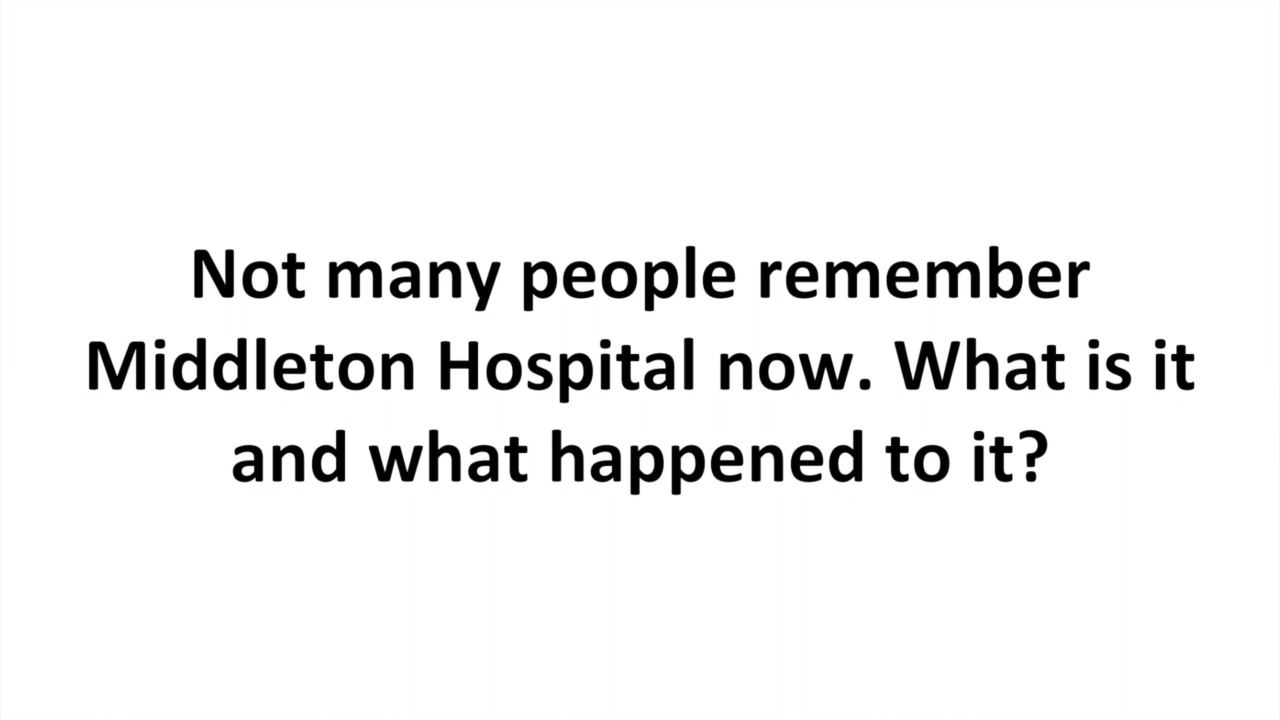 Not many people remember
Middleton Hospital now. What is it
and what happened to it?